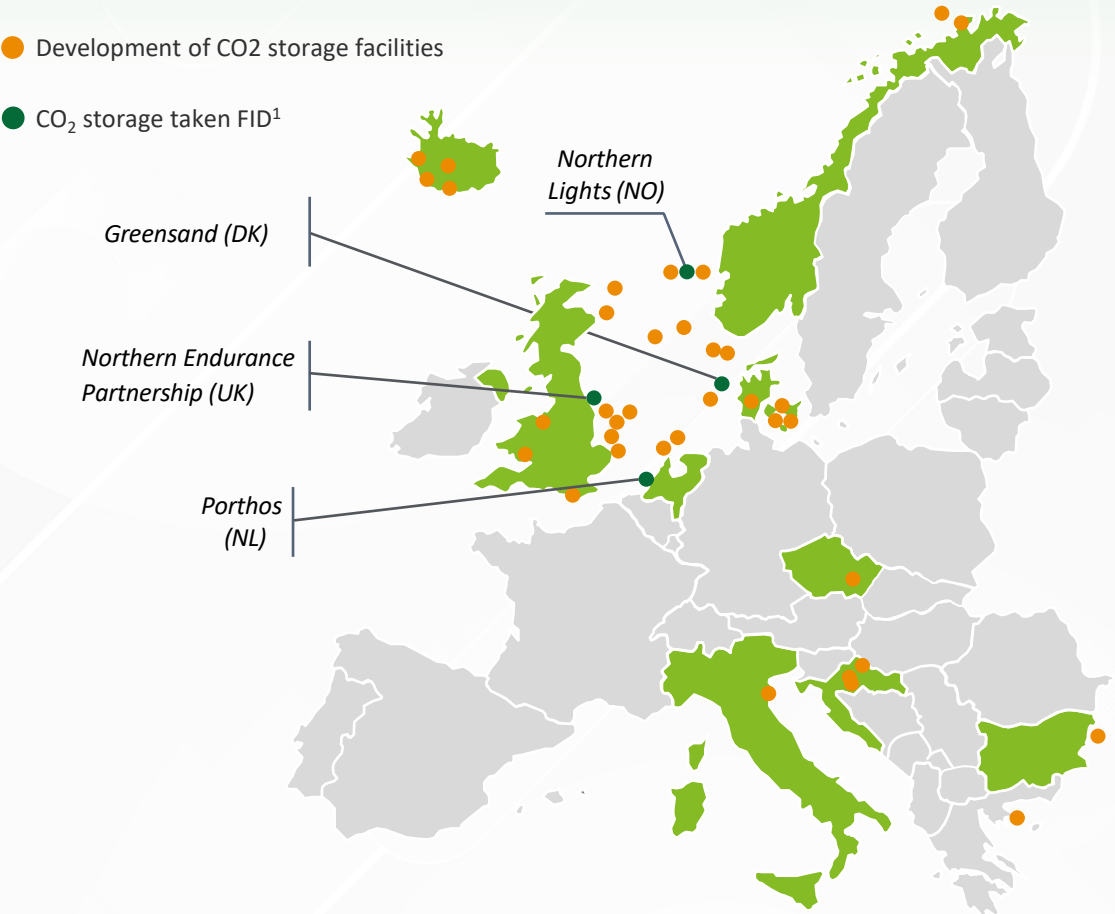 Development of CO2 storage facilities
CO₂ storage taken FID¹
Northern
Lights (NO)
Greensand (DK)
Northern Endurance
Partnership (UK)
Porthos
(NL)